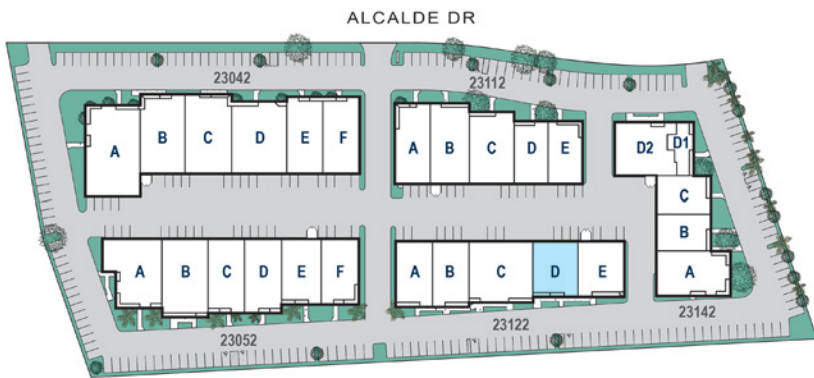 ALCALDE DR
23042
23112
A B C D E F
A B C D E
D2 D1
C
B
A
A B C D E F
A B C D E
23052
23122
23142